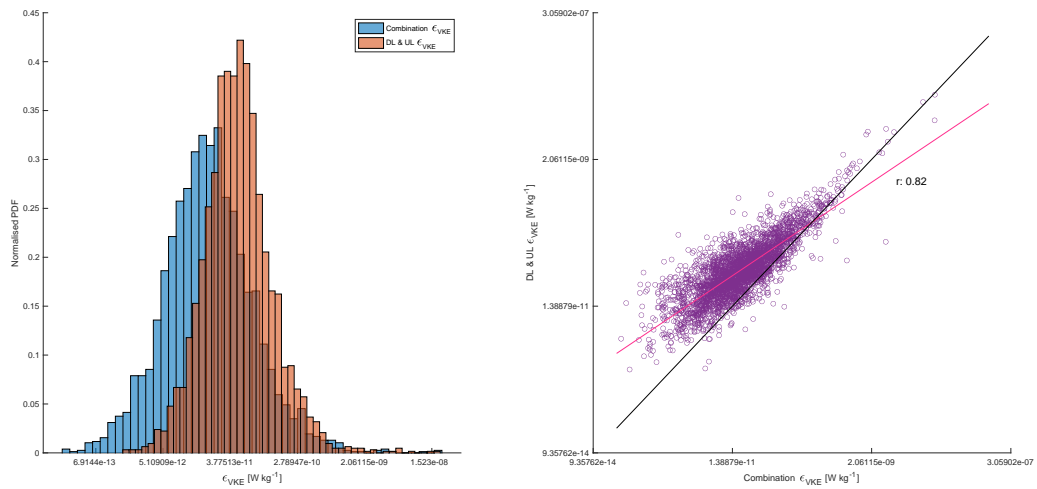 0.45
0.4
0.35
0.3
0.25
0.2
0.15
0.1
0.05
0
Normalised PDF
Combination ϵVKE
DL & UL ϵVKE
6.9144e-13 5.10909e-12 3.77513e-11 2.78947e-10 2.06115e-09 1.523e-08
ϵVKE [W kg-1]
3.05902e-07
2.06115e-09
1.38879e-11
9.35762e-14
DL & UL ϵVKE [W kg-1]
r: 0.82
9.35762e-14 1.38879e-11 2.06115e-09 3.05902e-07
Combination ϵVKE [W kg-1]